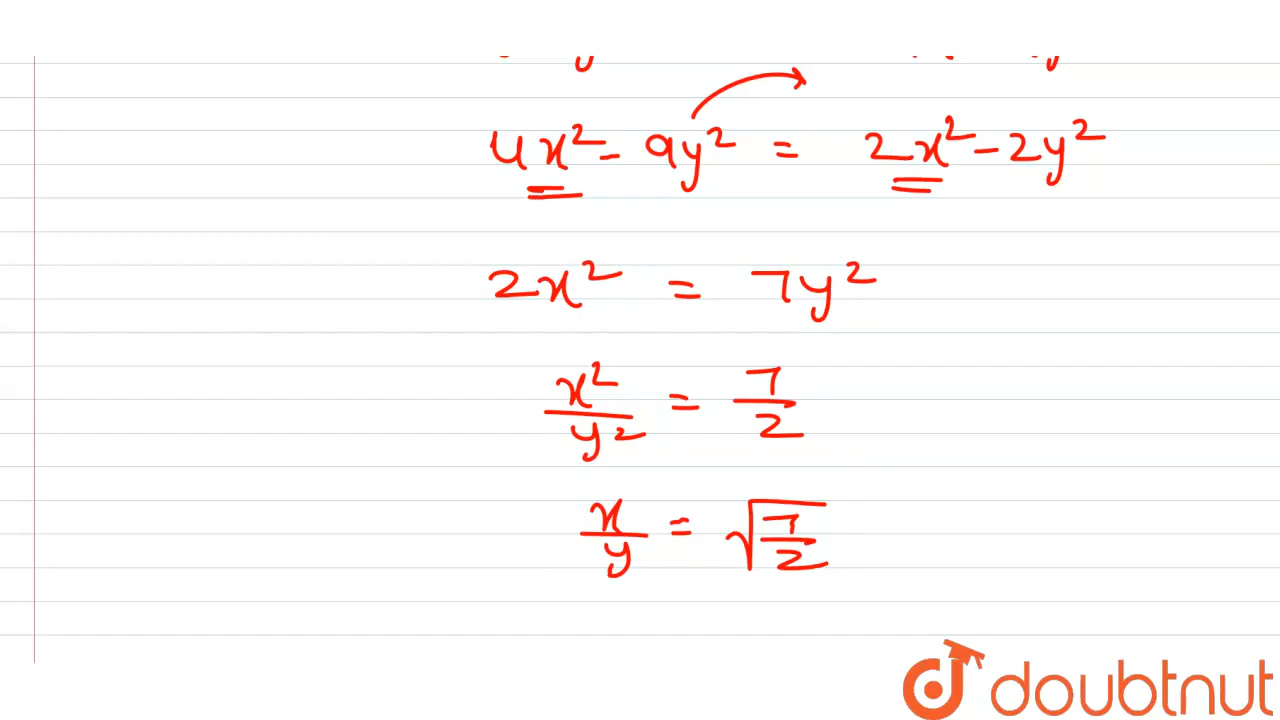 4x² - 9y² = 2x² - 2y²
2x² = 7y²
x²/y² = 7/2
x/y = √(7/2)
doubtnut